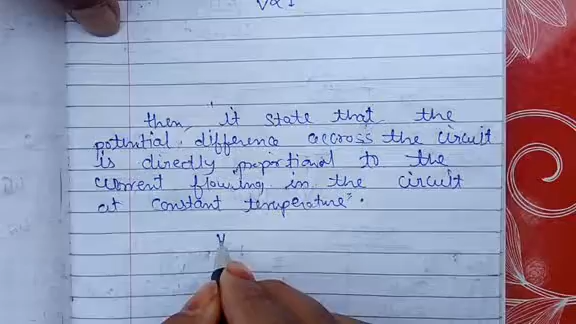 V α I
then, it state that the
potential difference accross the circuit
is directly praportional to the
current flowing in the circuit
at constant temperature.
V